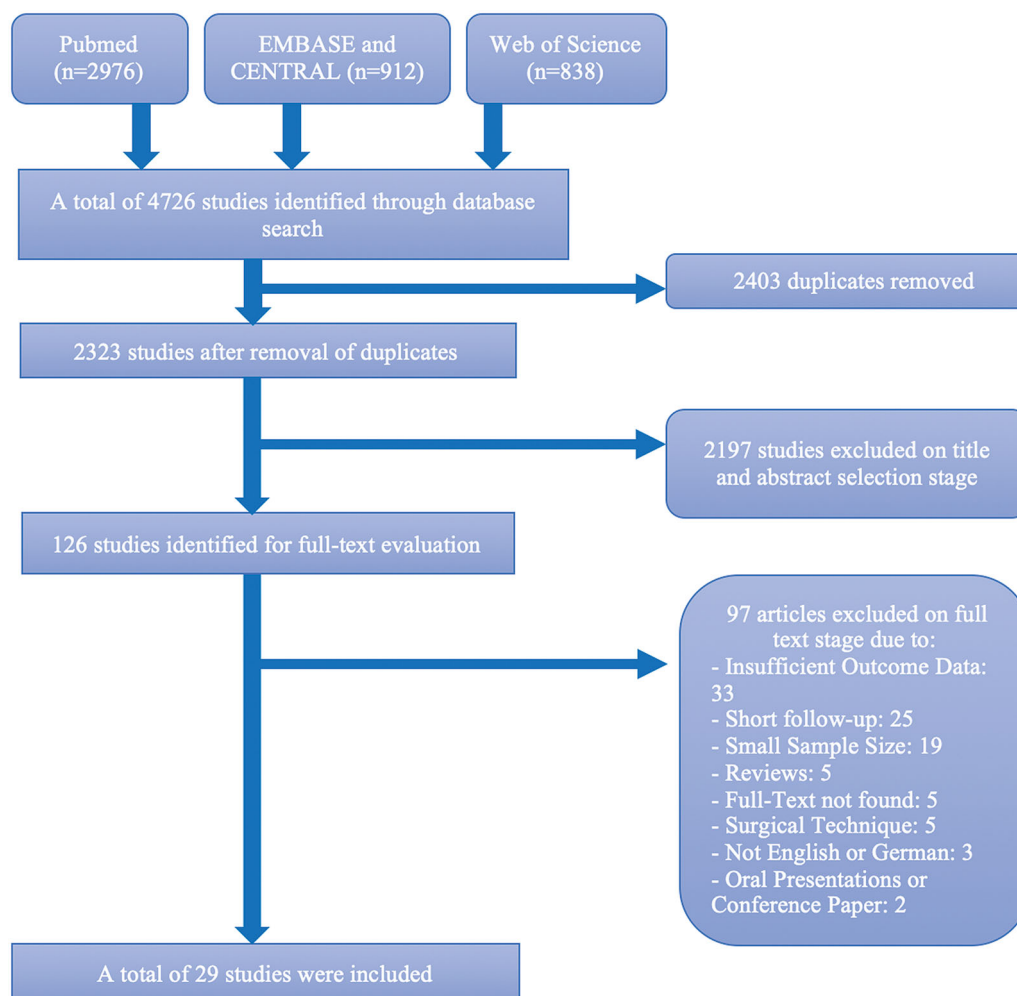 Pubmed
(n=2976)
EMBASE and
CENTRAL (n=912)
Web of Science
(n=838)
A total of 4726 studies identified through database
search
2403 duplicates removed
2323 studies after removal of duplicates
2197 studies excluded on title
and abstract selection stage
126 studies identified for full-text evaluation
97 articles excluded on full
text stage due to:
- Insufficient Outcome Data:
33
- Short follow-up: 25
- Small Sample Size: 19
- Reviews: 5
- Full-Text not found: 5
- Surgical Technique: 5
- Not English or German: 3
- Oral Presentations or
Conference Paper: 2
A total of 29 studies were included